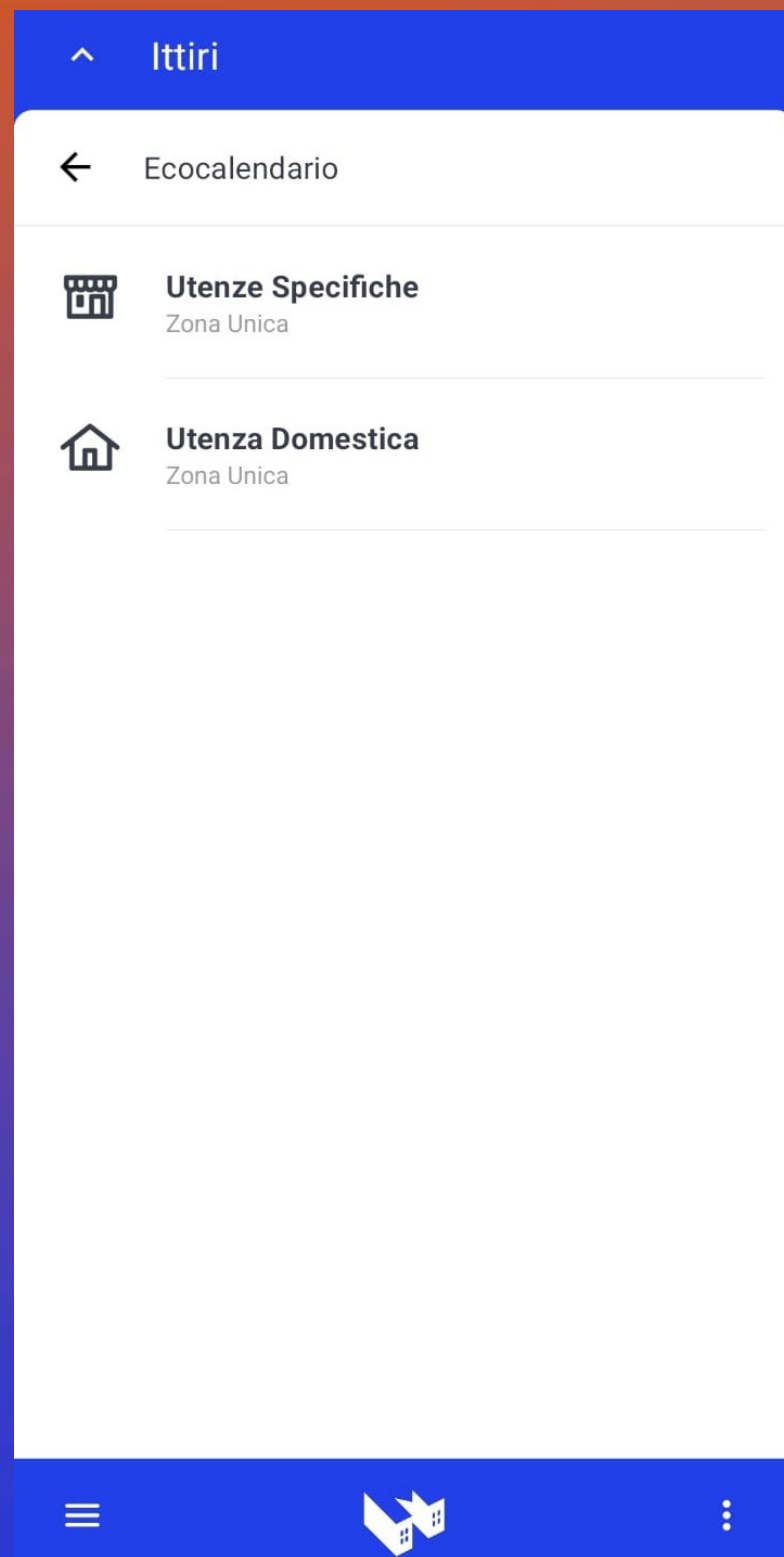 Ittiri
Ecocalendario
Utenze Specifiche
Zona Unica
Utenza Domestica
Zona Unica